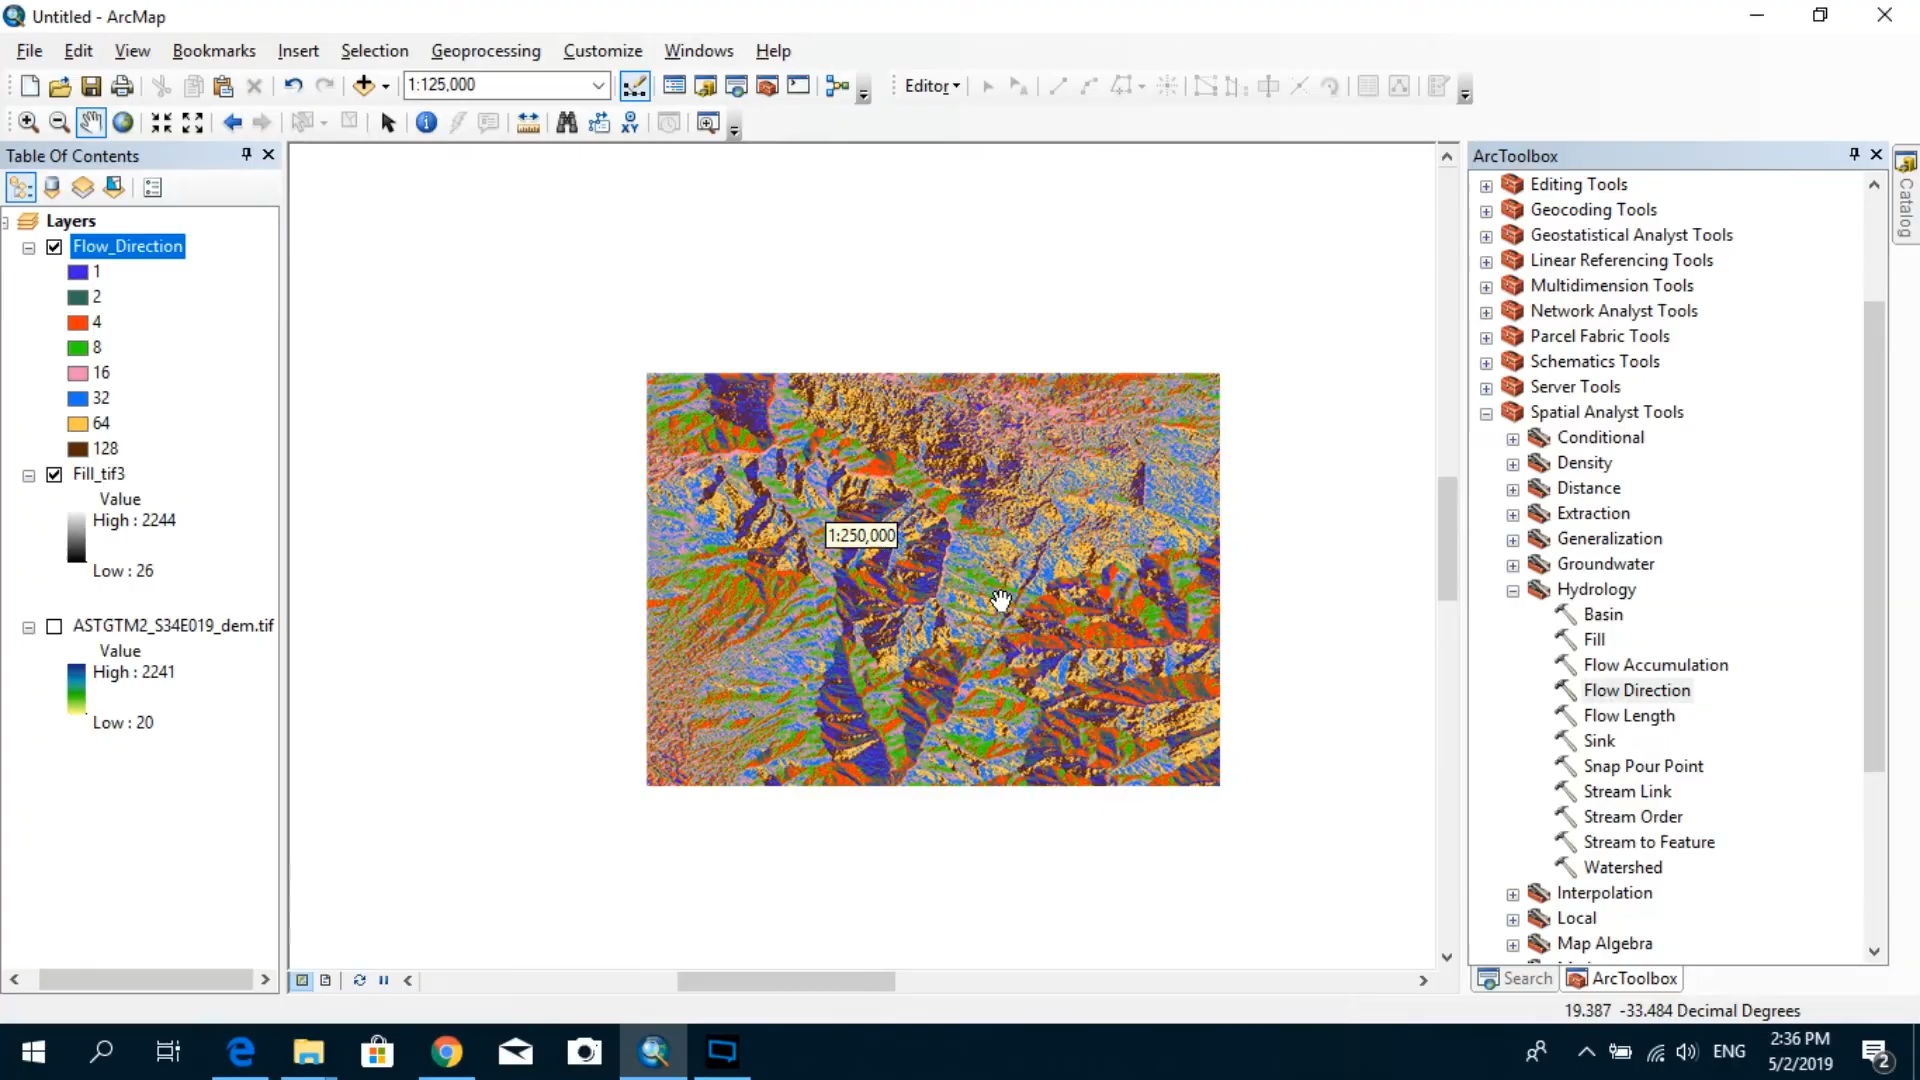 Untitled - ArcMap
File Edit View Bookmarks Insert Selection Geoprocessing Customize Windows Help
1:125,000
Editor
XY
Table Of Contents
Layers
Flow_Direction
1
2
4
8
16
32
64
128
Fill_tif3
Value
High : 2244
Low : 26
ASTGTM2_S34E019_dem.tif
Value
High : 2241
Low : 20
1:250,000
ArcToolbox
Editing Tools
Geocoding Tools
Geostatistical Analyst Tools
Linear Referencing Tools
Multidimension Tools
Network Analyst Tools
Parcel Fabric Tools
Schematics Tools
Server Tools
Spatial Analyst Tools
Conditional
Density
Distance
Extraction
Generalization
Groundwater
Hydrology
Basin
Fill
Flow Accumulation
Flow Direction
Flow Length
Sink
Snap Pour Point
Stream Link
Stream Order
Stream to Feature
Watershed
Interpolation
Local
Map Algebra
Search ArcToolbox
Catalog
19.387 -33.484 Decimal Degrees
ENG
2:36 PM
5/2/2019
2